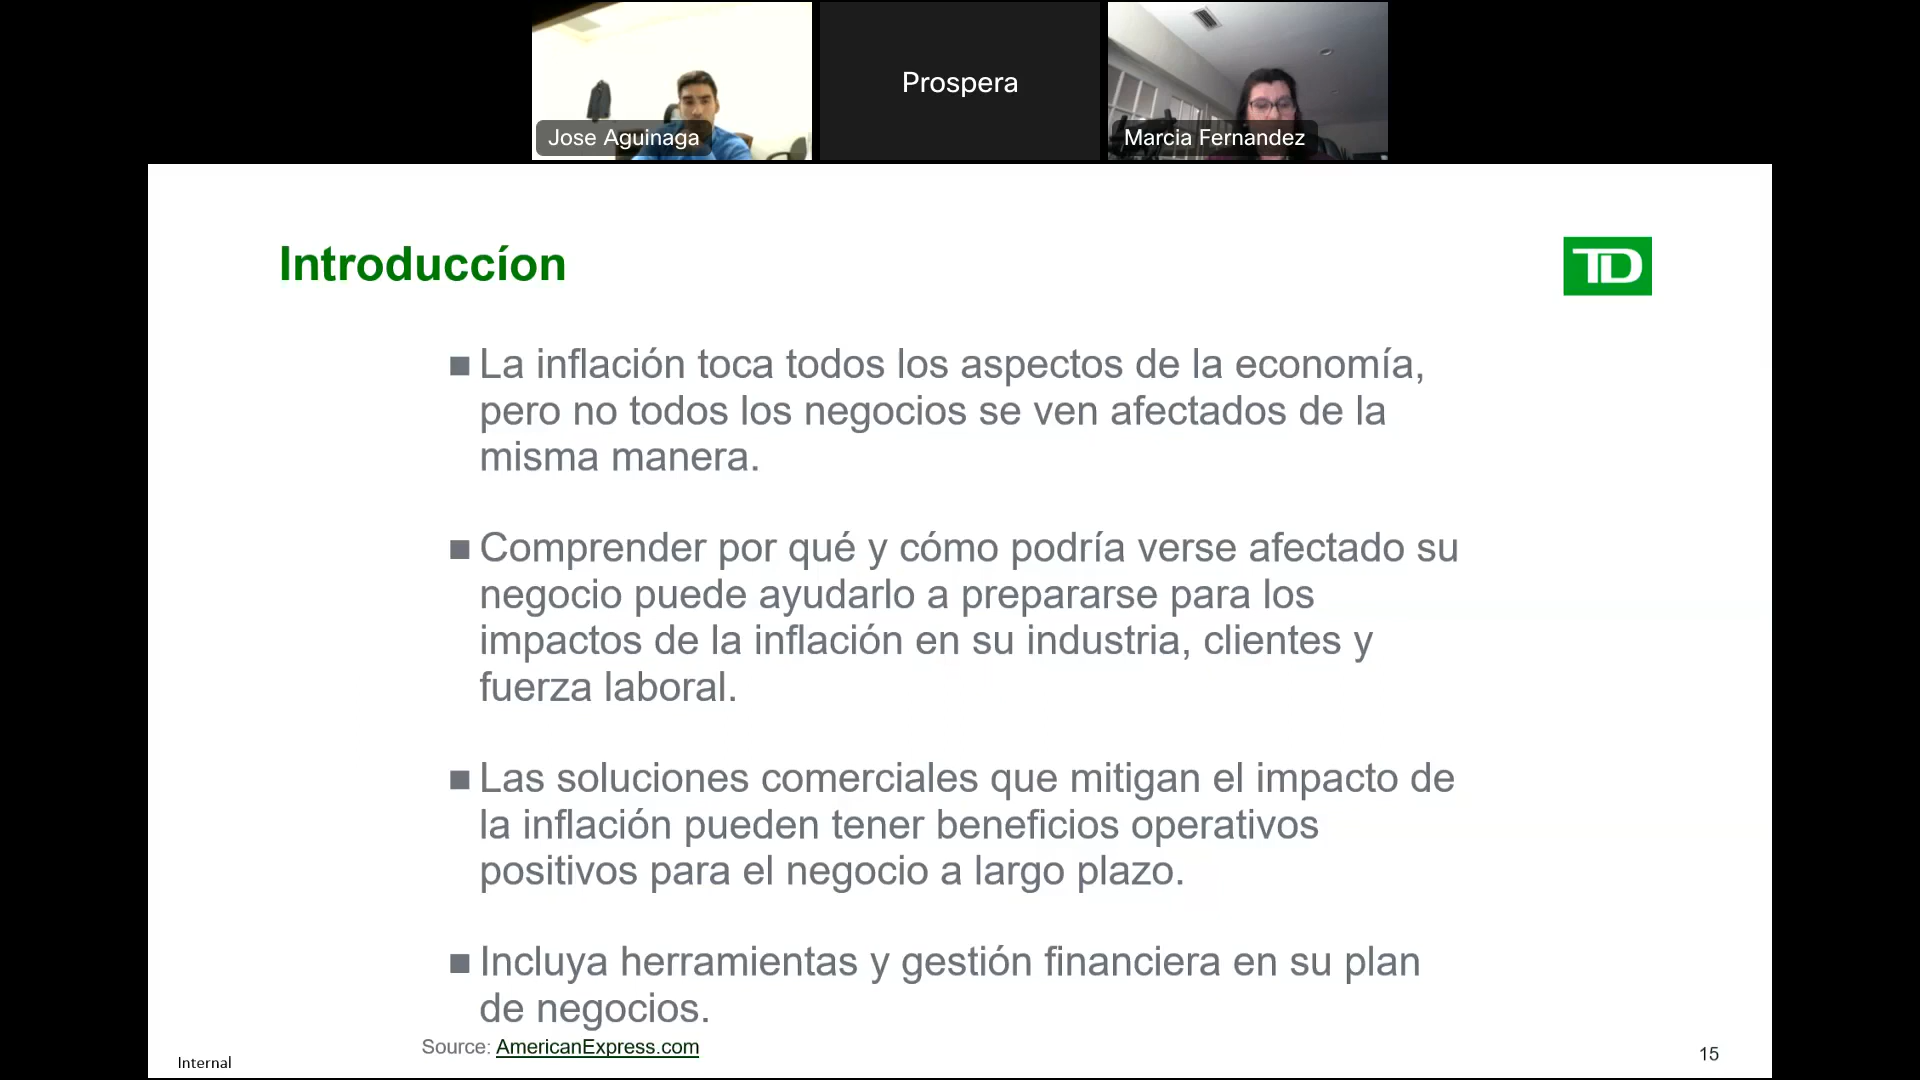 Jose Aguinaga
Prospera
Marcia Fernandez
Introduccíon
TD
■ La inflación toca todos los aspectos de la economía,
pero no todos los negocios se ven afectados de la
misma manera.
■ Comprender por qué y cómo podría verse afectado su
negocio puede ayudarlo a prepararse para los
impactos de la inflación en su industria, clientes y
fuerza laboral.
■ Las soluciones comerciales que mitigan el impacto de
la inflación pueden tener beneficios operativos
positivos para el negocio a largo plazo.
■ Incluya herramientas y gestión financiera en su plan
de negocios.
Source: AmericanExpress.com
Internal
15